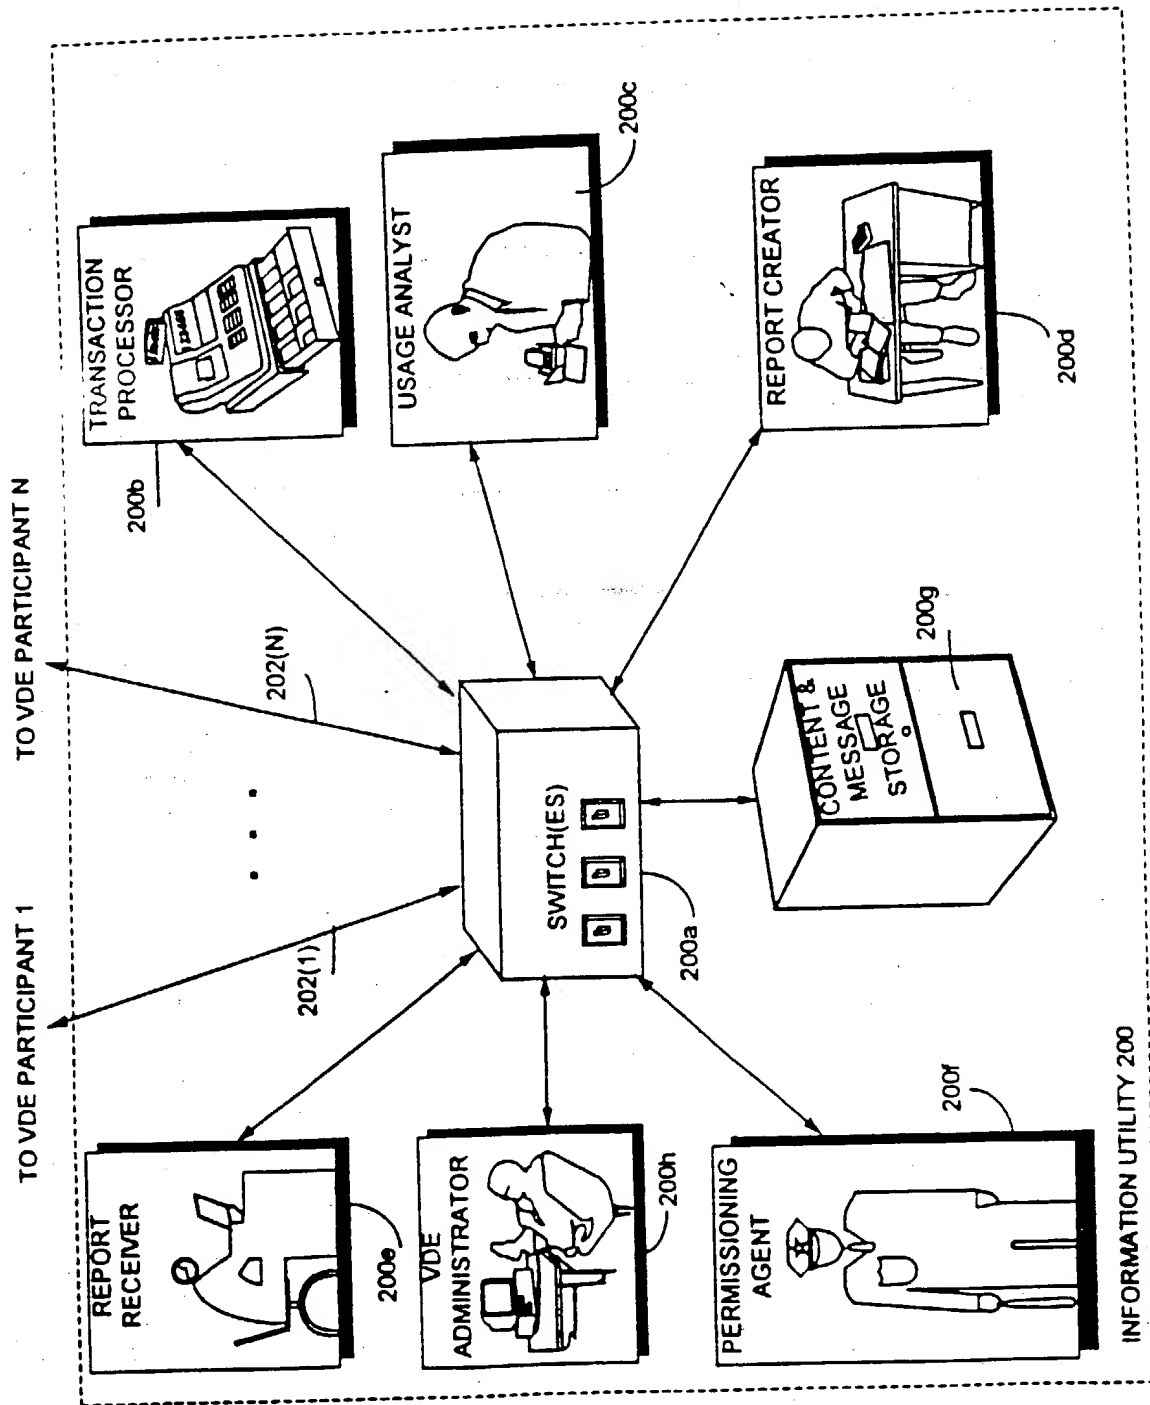 TO VDE PARTICIPANT 1
TO VDE PARTICIPANT N
202(1)
202(N)
REPORT
RECEIVER
200e
TRANSACTION
PROCESSOR
200b
VDE
ADMINISTRATOR
200h
SWITCH(ES)
200a
USAGE ANALYST
200c
PERMISSIONING
AGENT
200f
CONTENT &
MESSAGE
STORAGE
200g
REPORT CREATOR
200d
INFORMATION UTILITY 200